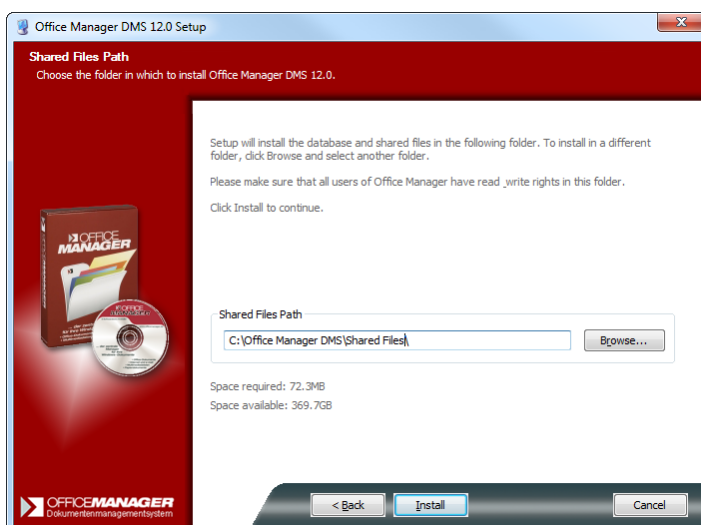 Office Manager DMS 12.0 Setup
Shared Files Path
Choose the folder in which to install Office Manager DMS 12.0.
Setup will install the database and shared files in the following folder. To install in a different
folder, click Browse and select another folder.
Please make sure that all users of Office Manager have read _write rights in this folder.
Click Install to continue.
OFFICE
MANAGER
Shared Files Path
C:\Office Manager DMS\Shared Files\
Browse...
Space required: 72.3MB
Space available: 369.7GB
OFFICEMANAGER
Dokumentenmanagementsystem
< Back
Install
Cancel